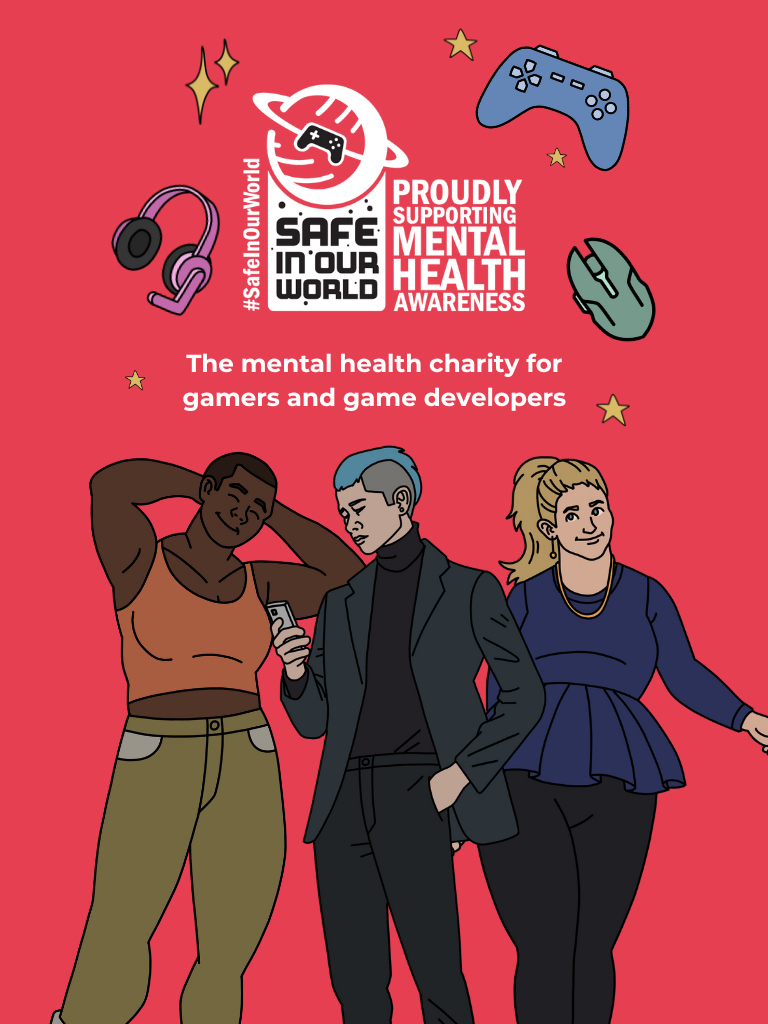 #SafeInOurWorld
SAFE
IN OUR
WORLD
PROUDLY
SUPPORTING
MENTAL
HEALTH
AWARENESS
The mental health charity for
gamers and game developers